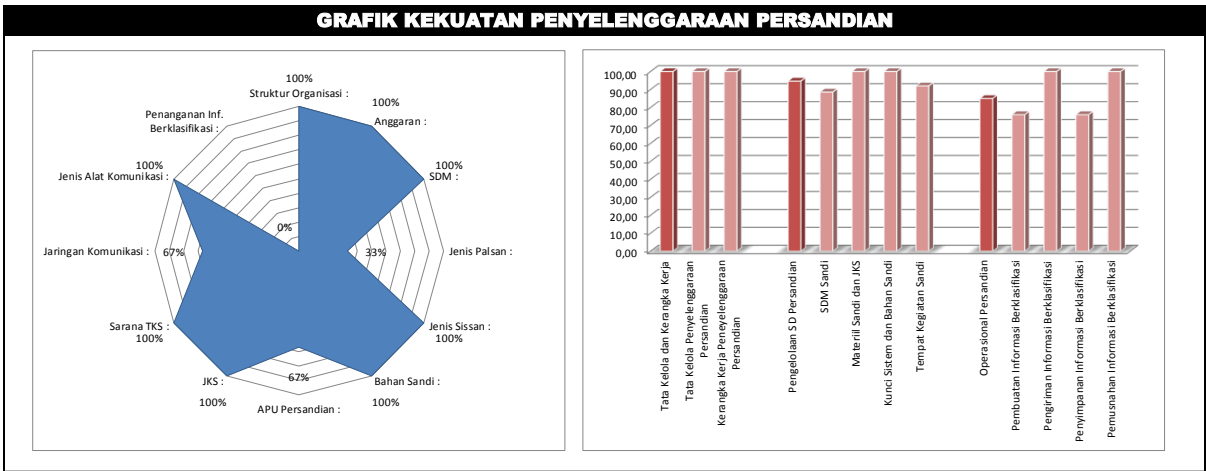 GRAFIK KEKUATAN PENYELENGGARAAN PERSANDIAN
100%
Struktur Organisasi :
100%
Anggaran :
100%
SDM :
33%
Jenis Palsan :
Jenis Sissan :
100%
Bahan Sandi :
100%
67%
APU Persandian :
JKS :
100%
Sarana TKS :
100%
Jaringan Komunikasi :
67%
100%
Jenis Alat Komunikasi :
Penanganan Inf.
Berklasifikasi :
0%
100,00
90,00
80,00
70,00
60,00
50,00
40,00
30,00
20,00
10,00
0,00
Tata Kelola dan Kerangka Kerja
Tata Kelola Penyelenggaraan
Persandian
Kerangka Kerja Peneyelenggaraan
Persandian
Pengelolaan SD Persandian
SDM Sandi
Materiil Sandi dan JKS
Kunci Sistem dan Bahan Sandi
Tempat Kegiatan Sandi
Operasional Persandian
Pembuatan Informasi Berklasifikasi
Pengiriman Informasi Berklasifikasi
Penyimpanan Informasi Berklasifikasi
Pemusnahan Informasi Berklasifikasi